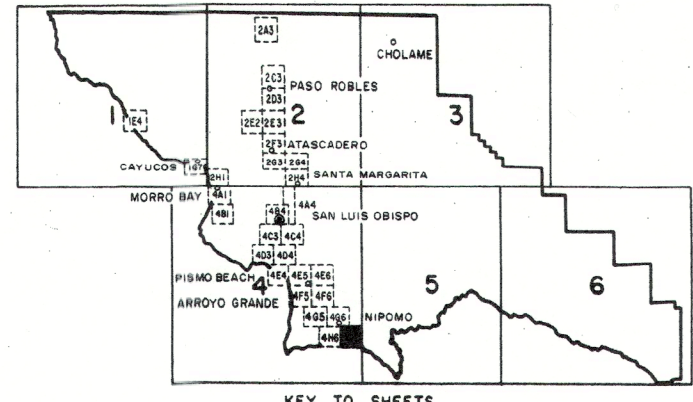 2A3
CHOLAME
2C3
PASO ROBLES
2D3
1
1E4
2E2 2E3
2
3
2F3 ATASCADERO
2G3 2G4
CAYUCOS
2H1
2H4 SANTA MARGARITA
MORRO BAY 4A1
4A4
4B1
4B4 SAN LUIS OBISPO
4C3 4C4
4D3 4D4
PISMO BEACH 4 4E4 4E5 4E6
5
6
ARROYO GRANDE 4F5 4F6
4G5 4G6 NIPOMO
4H6
KEY TO SHEETS